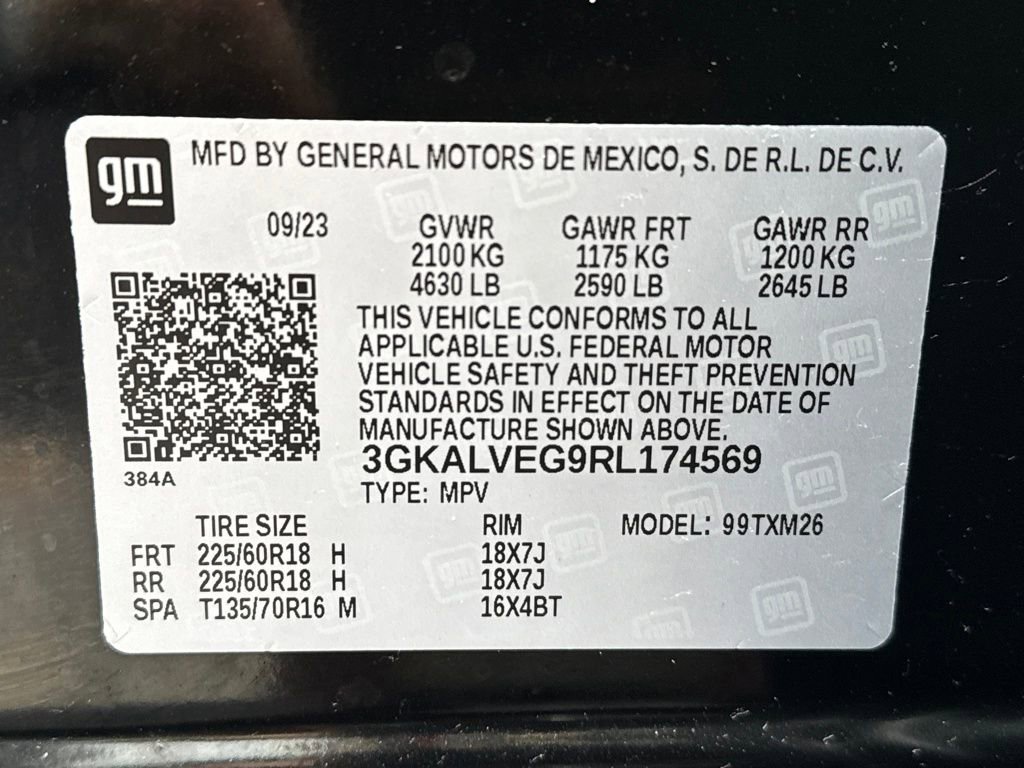 gm
MFD BY GENERAL MOTORS DE MEXICO, S. DE R.L. DE C.V.
09/23 GVWR GAWR FRT GAWR RR
2100 KG 1175 KG 1200 KG
4630 LB 2590 LB 2645 LB
THIS VEHICLE CONFORMS TO ALL
APPLICABLE U.S. FEDERAL MOTOR
VEHICLE SAFETY AND THEFT PREVENTION
STANDARDS IN EFFECT ON THE DATE OF
MANUFACTURE SHOWN ABOVE.
3GKALVEG9RL174569
384A
TYPE: MPV
TIRE SIZE RIM MODEL: 99TXM26
FRT 225/60R18 H 18X7J
RR 225/60R18 H 18X7J
SPA T135/70R16 M 16X4BT